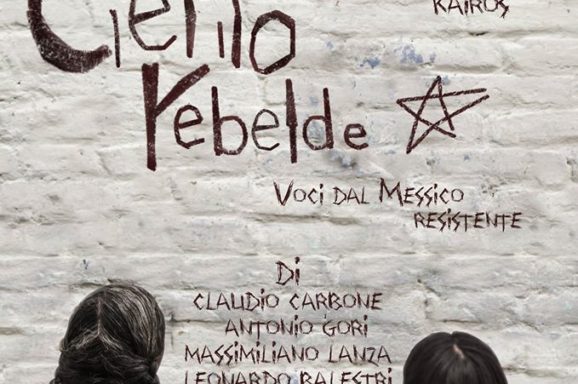 KAIROS
Cielito
rebelde
VOCI DAL MESSICO
RESISTENTE
DI
CLAUDIO CARBONE
ANTONIO GORI
MASSIMILIANO LANZA
LEONARDO BALESTRI